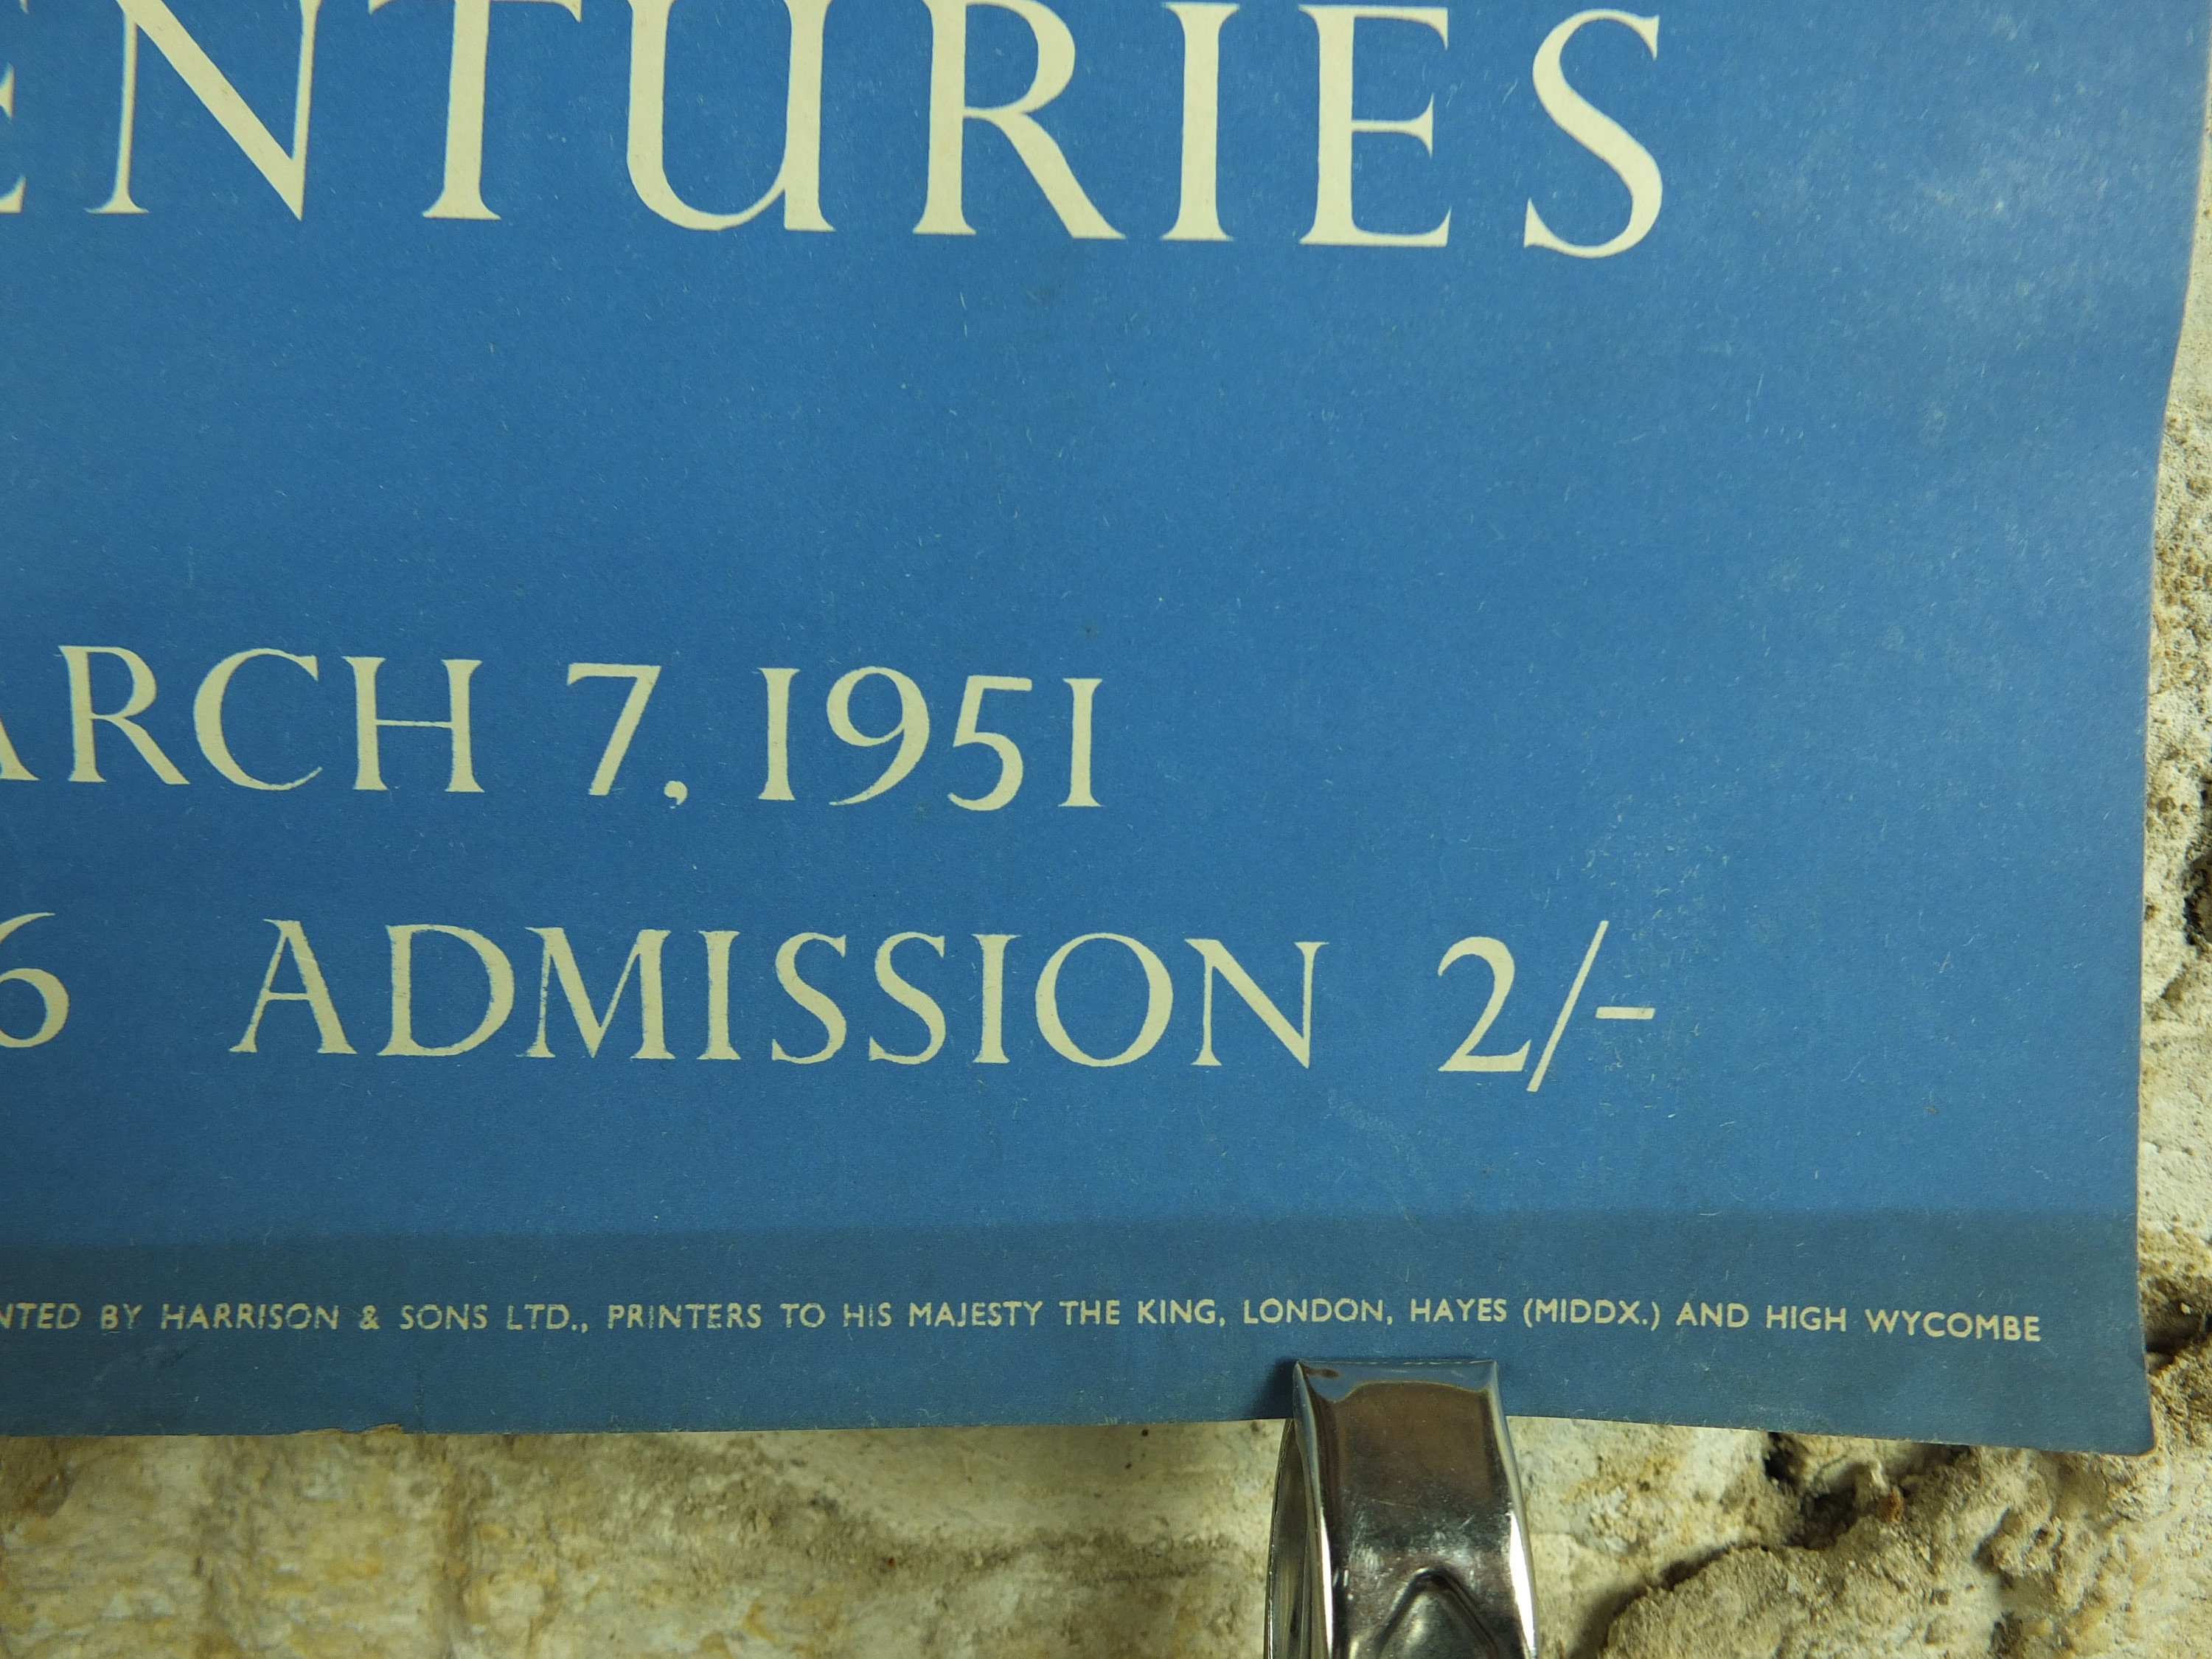 ENTURIES
ARCH 7, 1951
6 ADMISSION 2/-
NTED BY HARRISON & SONS LTD., PRINTERS TO HIS MAJESTY THE KING, LONDON, HAYES (MIDDX.) AND HIGH WYCOMBE